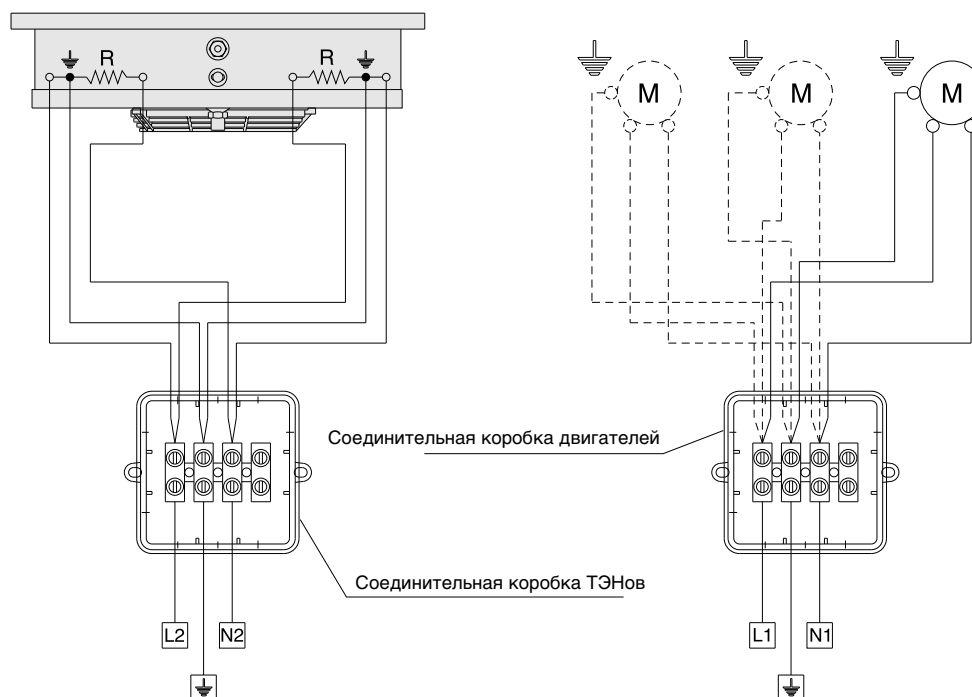 R
R
M
M
M
Соединительная коробка двигателей
Соединительная коробка ТЭНов
L2
N2
L1
N1